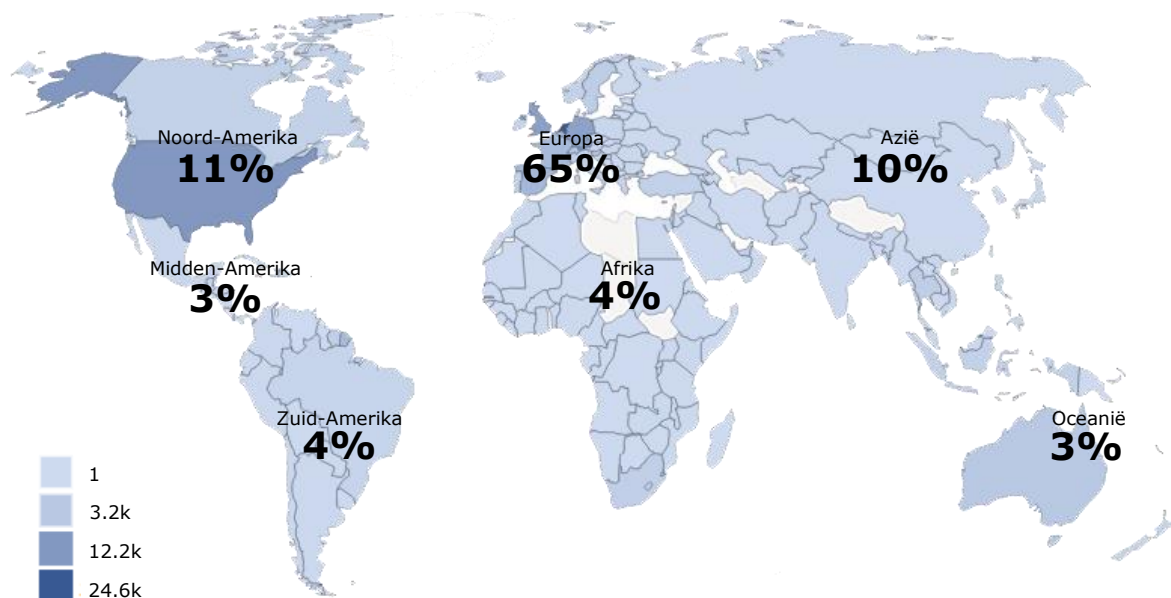 Noord-Amerika
11%
Europa
65%
Azië
10%
Midden-Amerika
3%
Afrika
4%
Zuid-Amerika
4%
Oceanië
3%
1
3.2k
12.2k
24.6k